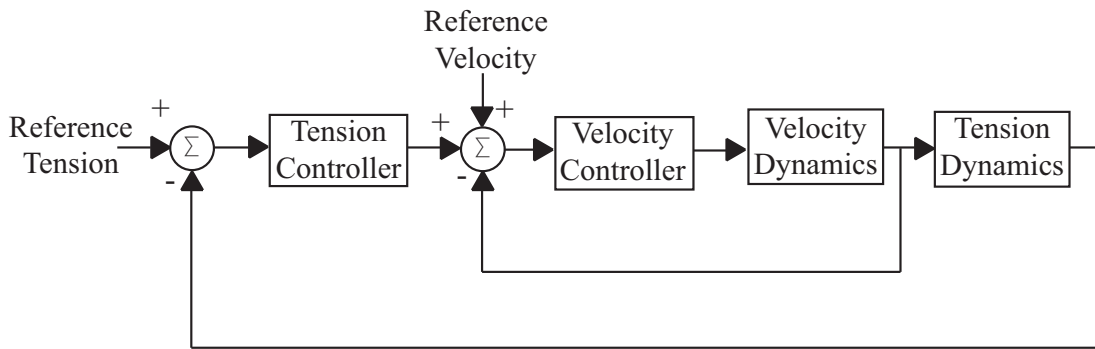 Reference
Velocity
+
+
Reference
Tension
Σ
-
Tension
Controller
+
Σ
-
Velocity
Controller
Velocity
Dynamics
Tension
Dynamics